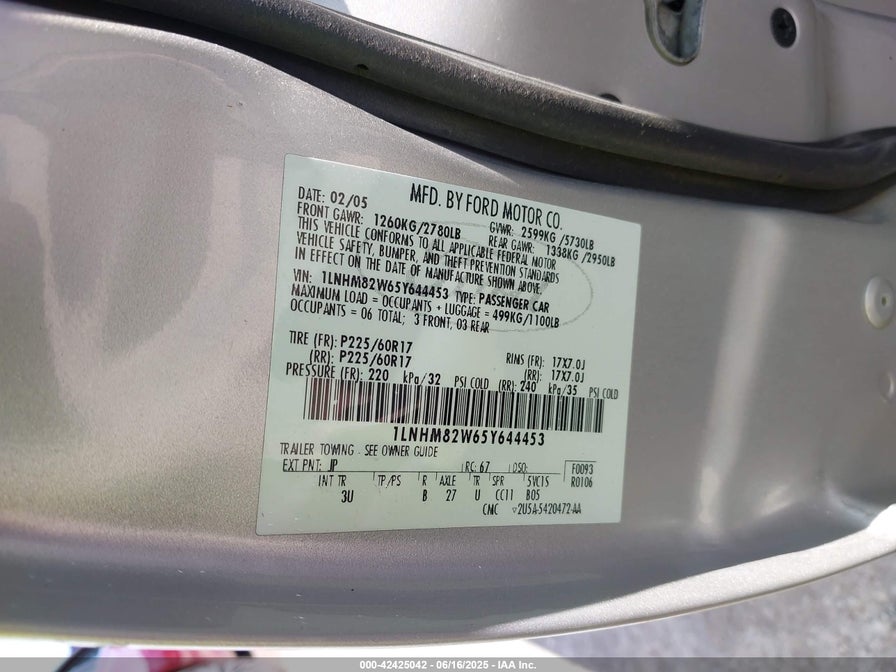 MFD. BY FORD MOTOR CO.
DATE: 02/05 GVWR: 2599KG/5730LB
FRONT GAWR: 1260KG/2780LB REAR GAWR: 1338KG/2950LB
THIS VEHICLE CONFORMS TO ALL APPLICABLE FEDERAL MOTOR
VEHICLE SAFETY, BUMPER, AND THEFT PREVENTION STANDARDS
IN EFFECT ON THE DATE OF MANUFACTURE SHOWN ABOVE.
VIN: 1LNHM82W65Y644453 TYPE: PASSENGER CAR
MAXIMUM LOAD = OCCUPANTS + LUGGAGE = 499KG/1100LB
OCCUPANTS = 06 TOTAL; 3 FRONT, 03 REAR
TIRE (FR): P225/60R17 RINS (FR): 17X7.0J
(RR): P225/60R17 (RR): 17X7.0J
PRESSURE (FR): 220 kPa/32 PSI COLD (RR): 240 kPa/35 PSI COLD
1LNHM82W65Y644453
TRAILER TOWING - SEE OWNER GUIDE
EXT PNT: JP RC: 67 DSO: F0093
INT TR TP/PS R AXLE TR SPR 5VC1S R0106
3U B 27 U CC11 B05
CMC ▽2U5A-5420472-AA
000-42425042 - 06/16/2025 - IAA Inc.